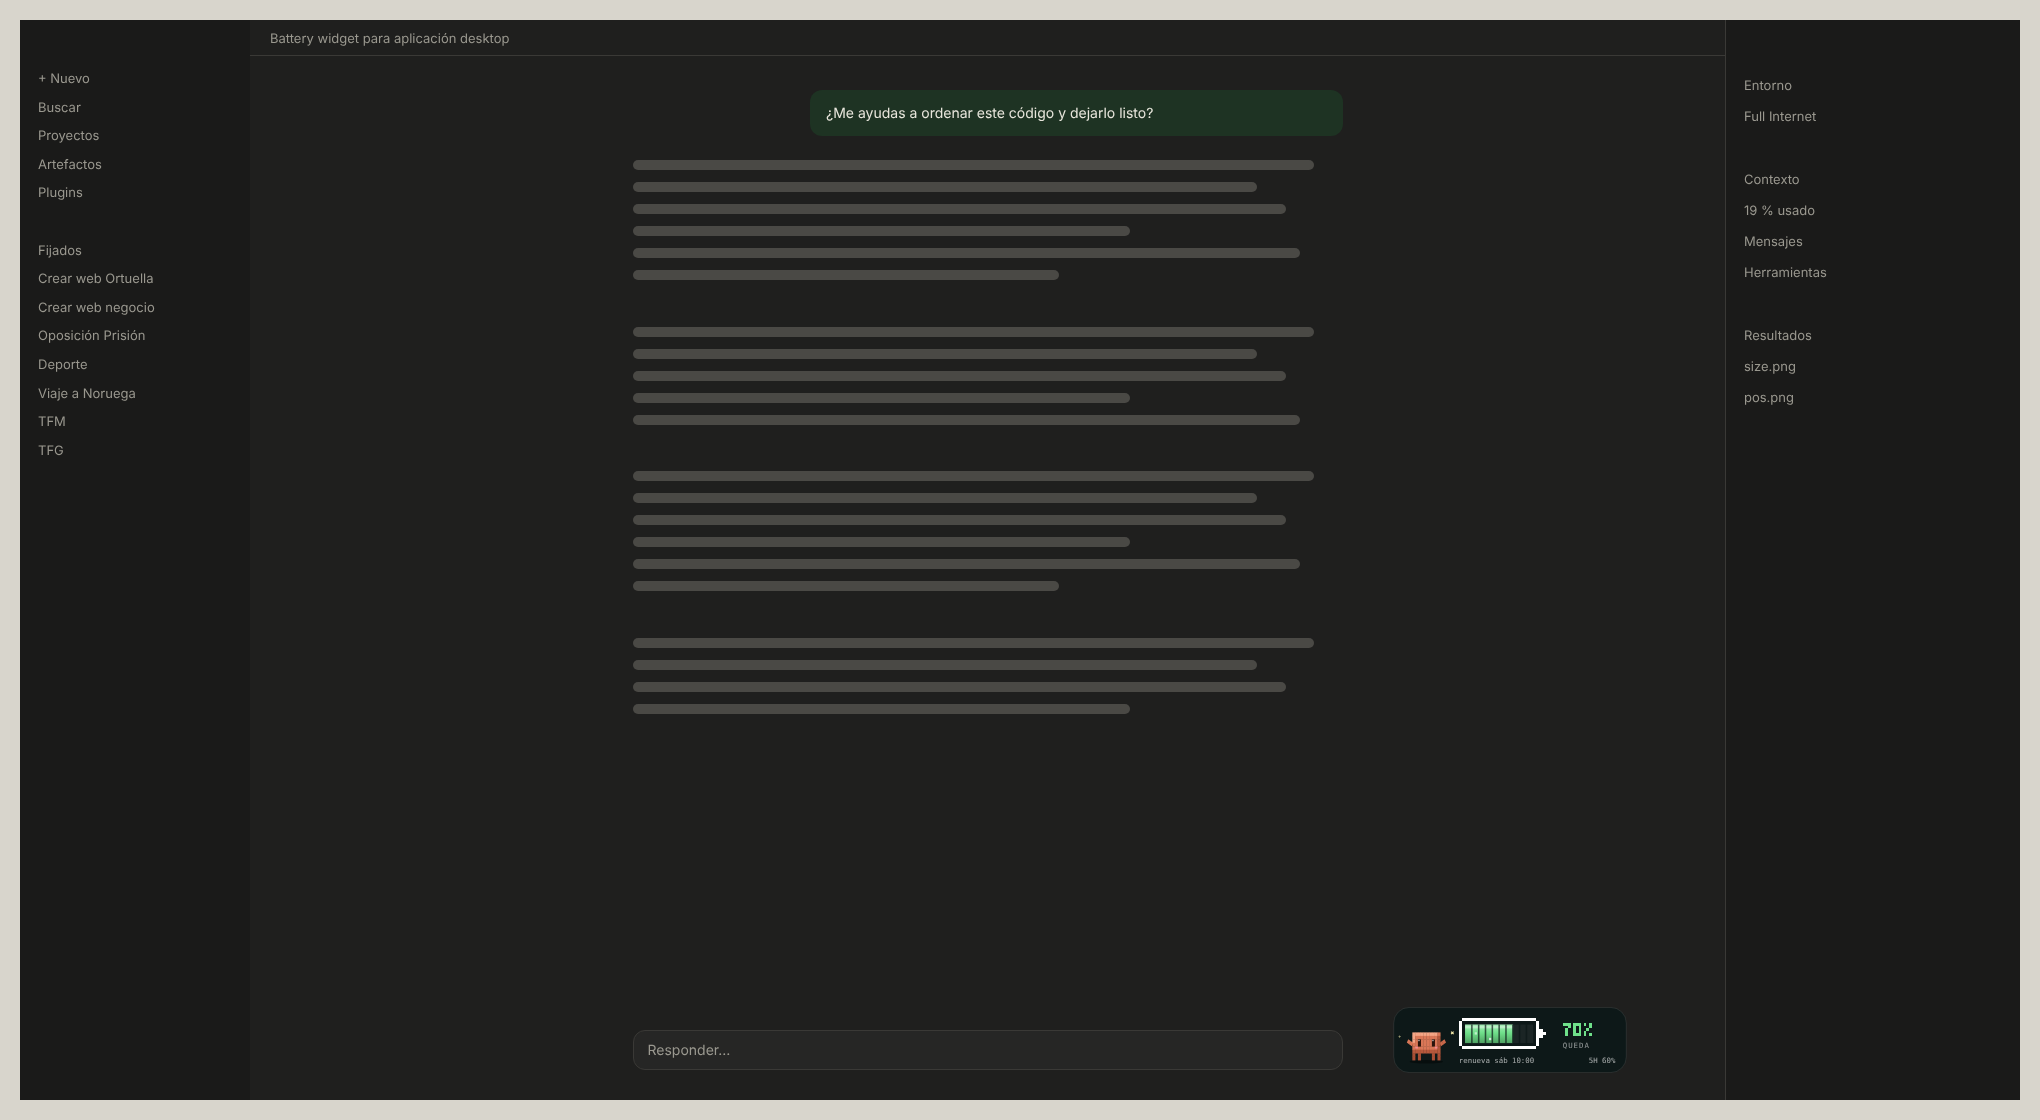 + Nuevo
Buscar
Proyectos
Artefactos
Plugins
Fijados
Crear web Ortuella
Crear web negocio
Oposición Prisión
Deporte
Viaje a Noruega
TFM
TFG
Battery widget para aplicación desktop
¿Me ayudas a ordenar este código y dejarlo listo?
Responder...
70%
QUEDA
renueva sáb 10:00
5H 60%
Entorno
Full Internet
Contexto
19 % usado
Mensajes
Herramientas
Resultados
size.png
pos.png